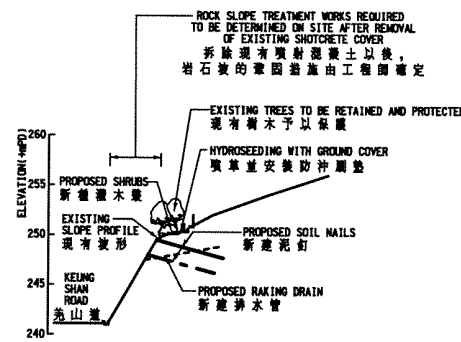 ROCK SLOPE TREATMENT WORKS REQUIRED
TO BE DETERMINED ON SITE AFTER REMOVAL
OF EXISTING SHOTCRETE COVER
拆除現有噴射混凝土以後,
岩石坡的鞏固措施由工程師確定
EXISTING TREES TO BE RETAINED AND PROTECTED
現有樹木予以保護
HYDROSEEDING WITH GROUND COVER
噴草並安裝防沖刷墊
PROPOSED SHRUBS
新種灌木叢
EXISTING
SLOPE PROFILE
現有坡形
PROPOSED SOIL NAILS
新建泥釘
PROPOSED RAKING DRAIN
新建排水管
KEUNG
SHAN
ROAD
羗山道
ELEVATION(+mPD)
260
255
250
245
240